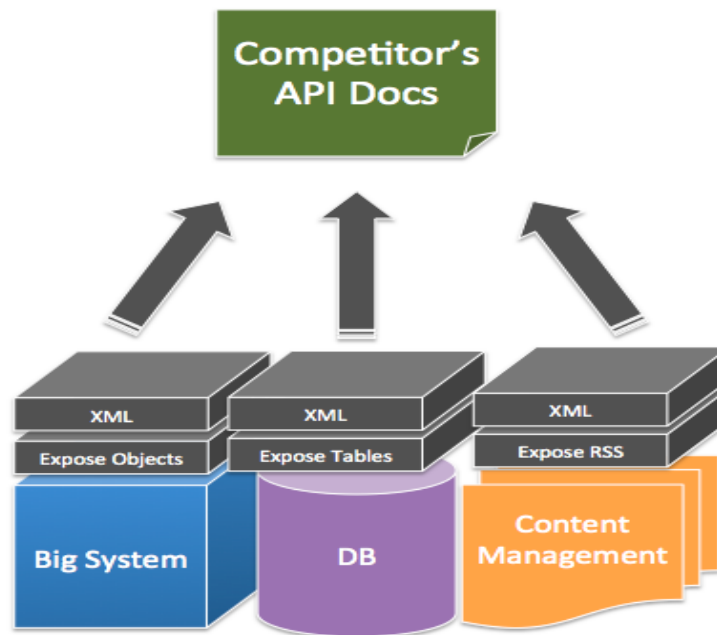 Competitor's
API Docs
XML
XML
XML
Expose Objects
Expose Tables
Expose RSS
Big System
DB
Content
Management